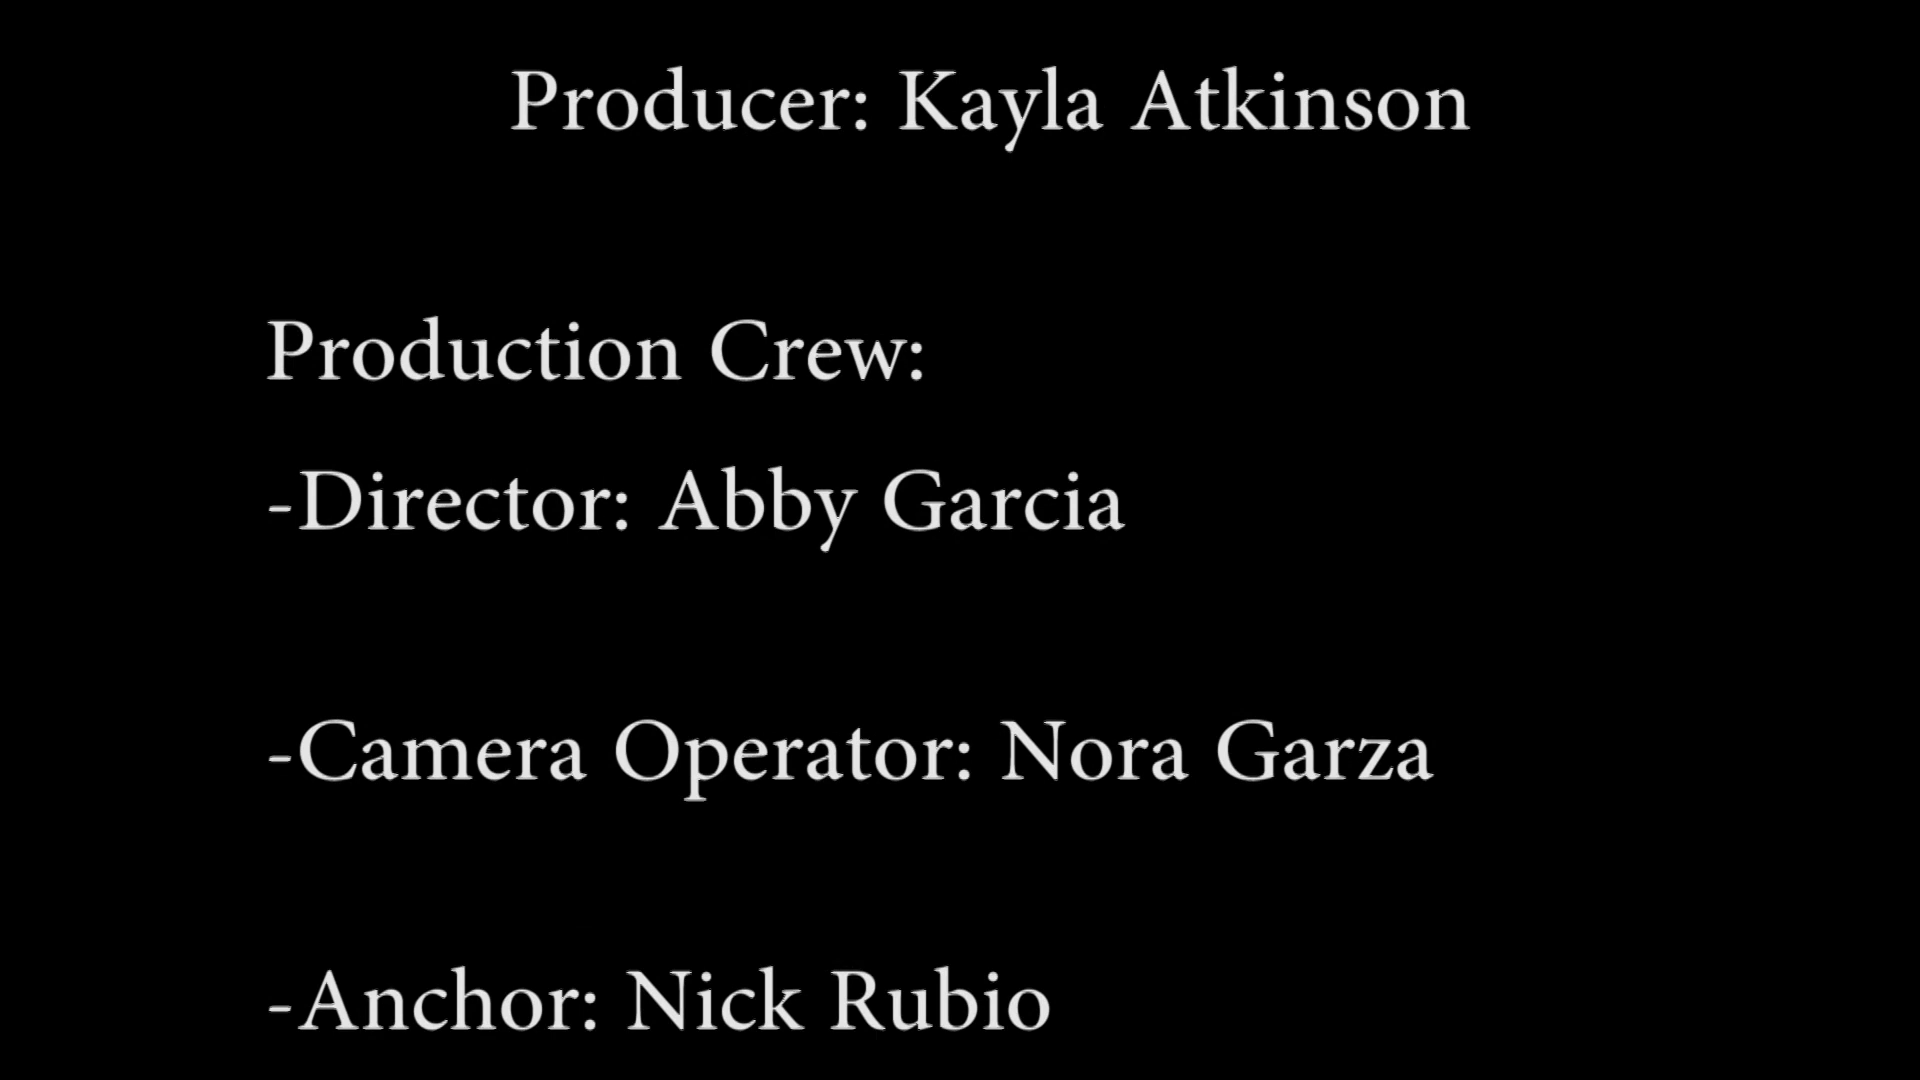 Producer: Kayla Atkinson
Production Crew:
-Director: Abby Garcia
-Camera Operator: Nora Garza
-Anchor: Nick Rubio